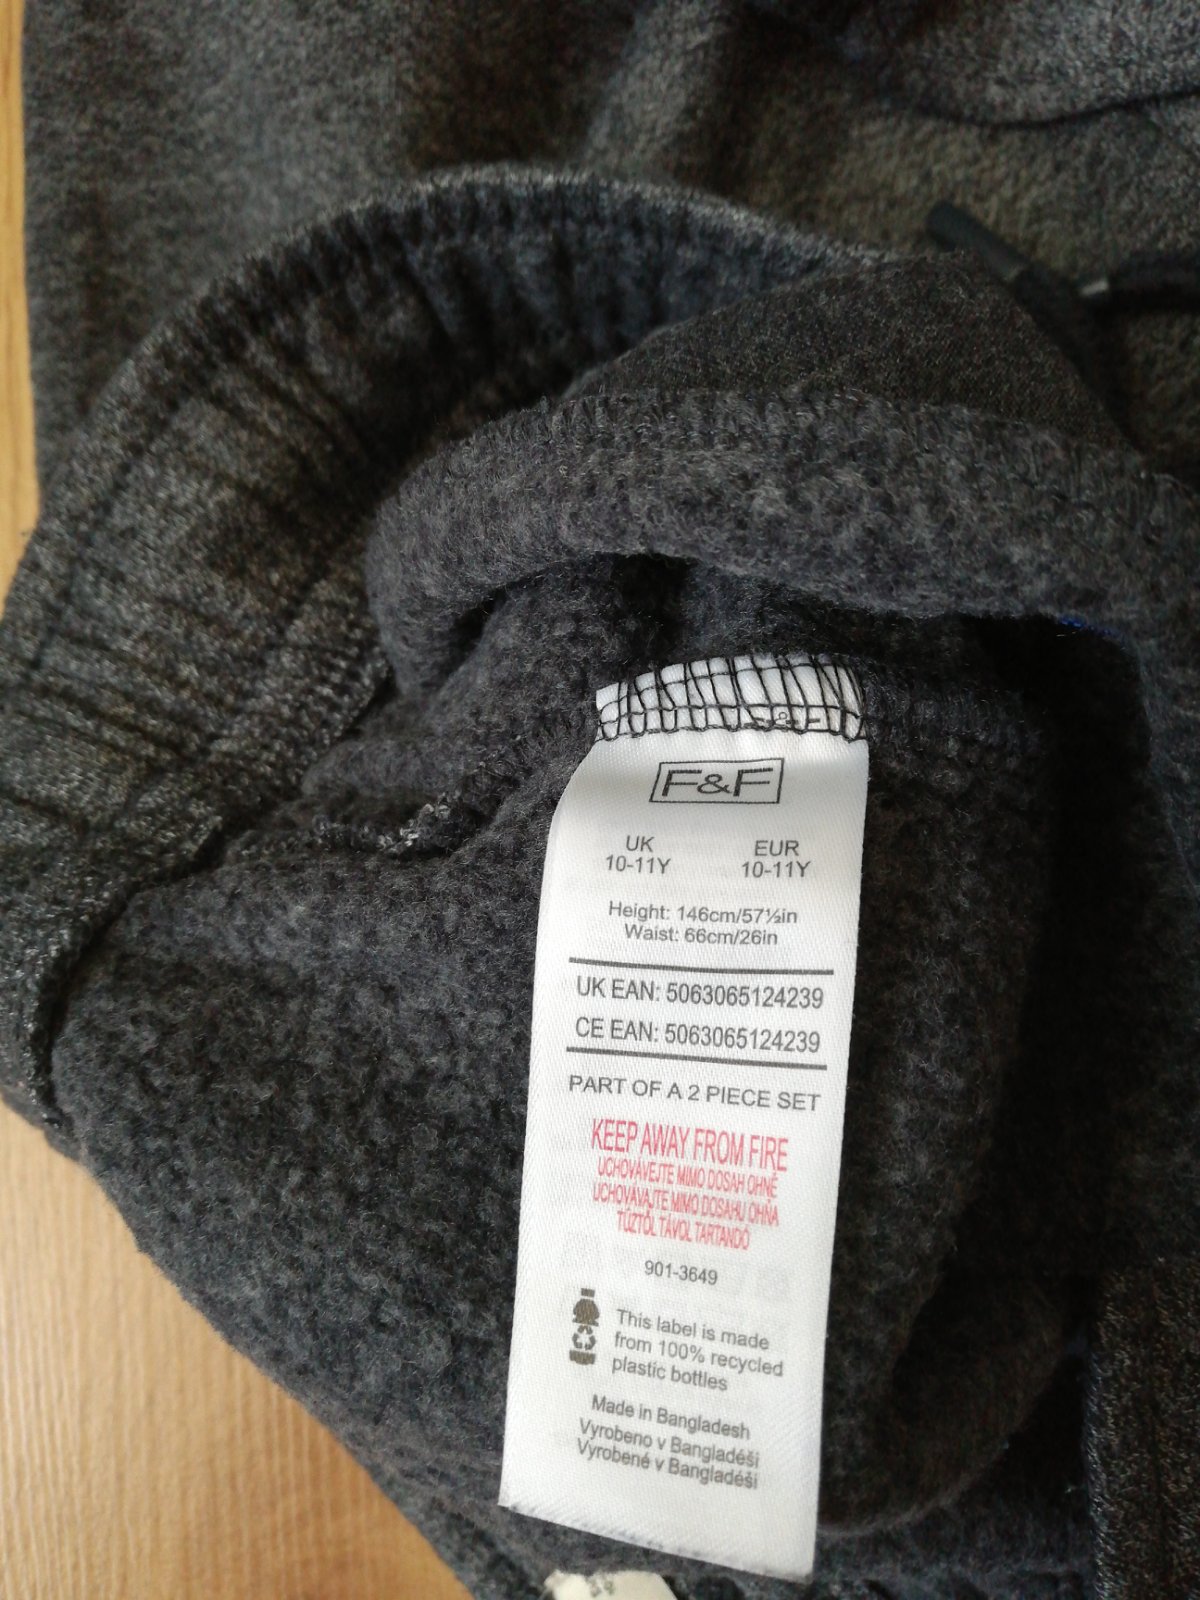 F&F
UK EUR
10-11Y 10-11Y
Height: 146cm/57½in
Waist: 66cm/26in
UK EAN: 5063065124239
CE EAN: 5063065124239
PART OF A 2 PIECE SET
KEEP AWAY FROM FIRE
UCHOVÁVEJTE MIMO DOSAH OHNĚ
UCHOVÁVAJTE MIMO DOSAHU OHŇA
TŰZTŐL TÁVOL TARTANDÓ
901-3649
This label is made
from 100% recycled
plastic bottles
Made in Bangladesh
Vyrobeno v Bangladéši
Vyrobené v Bangladéši